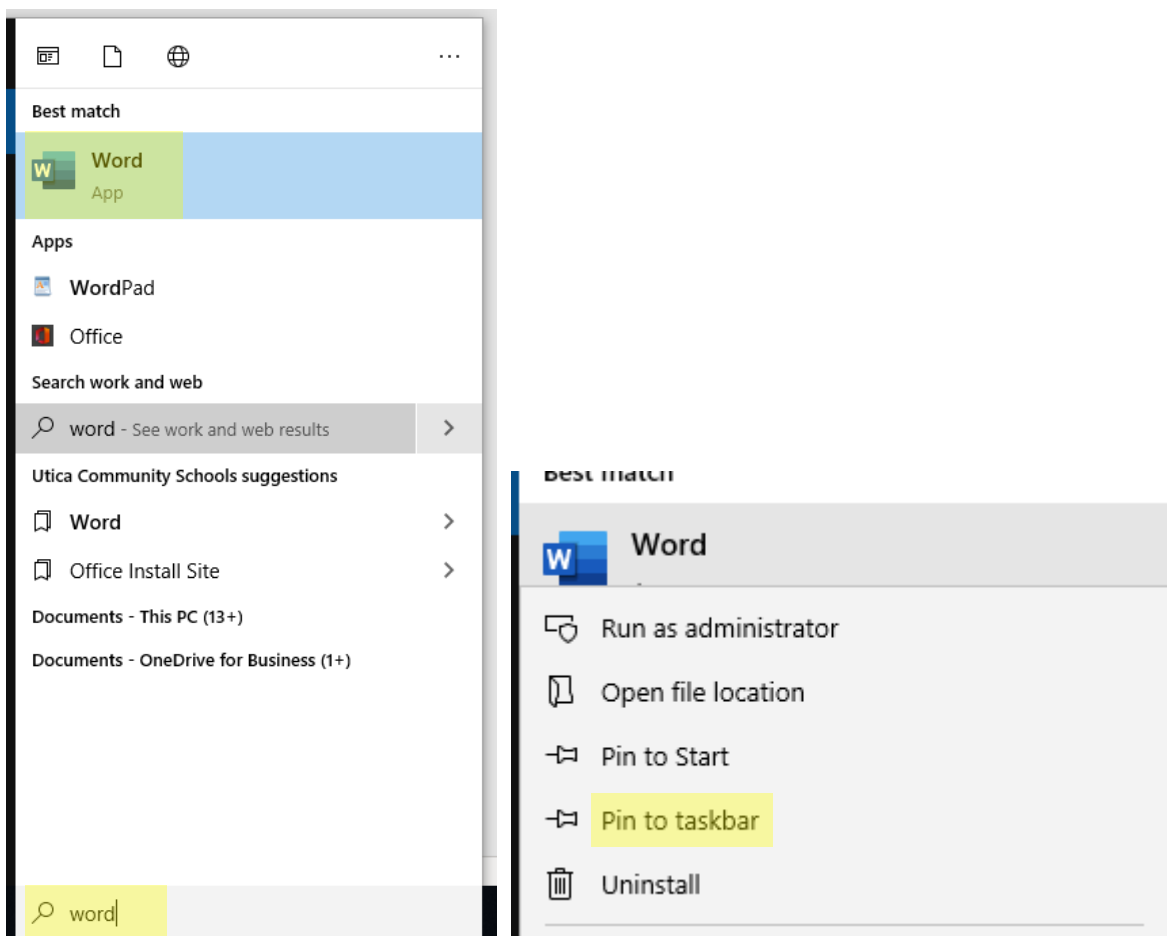 Best match
W
Word
App
Apps
WordPad
Office
Search work and web
word - See work and web results
Utica Community Schools suggestions
Word
Office Install Site
Documents - This PC (13+)
Documents - OneDrive for Business (1+)
word
Best match
W
Word
Run as administrator
Open file location
Pin to Start
Pin to taskbar
Uninstall